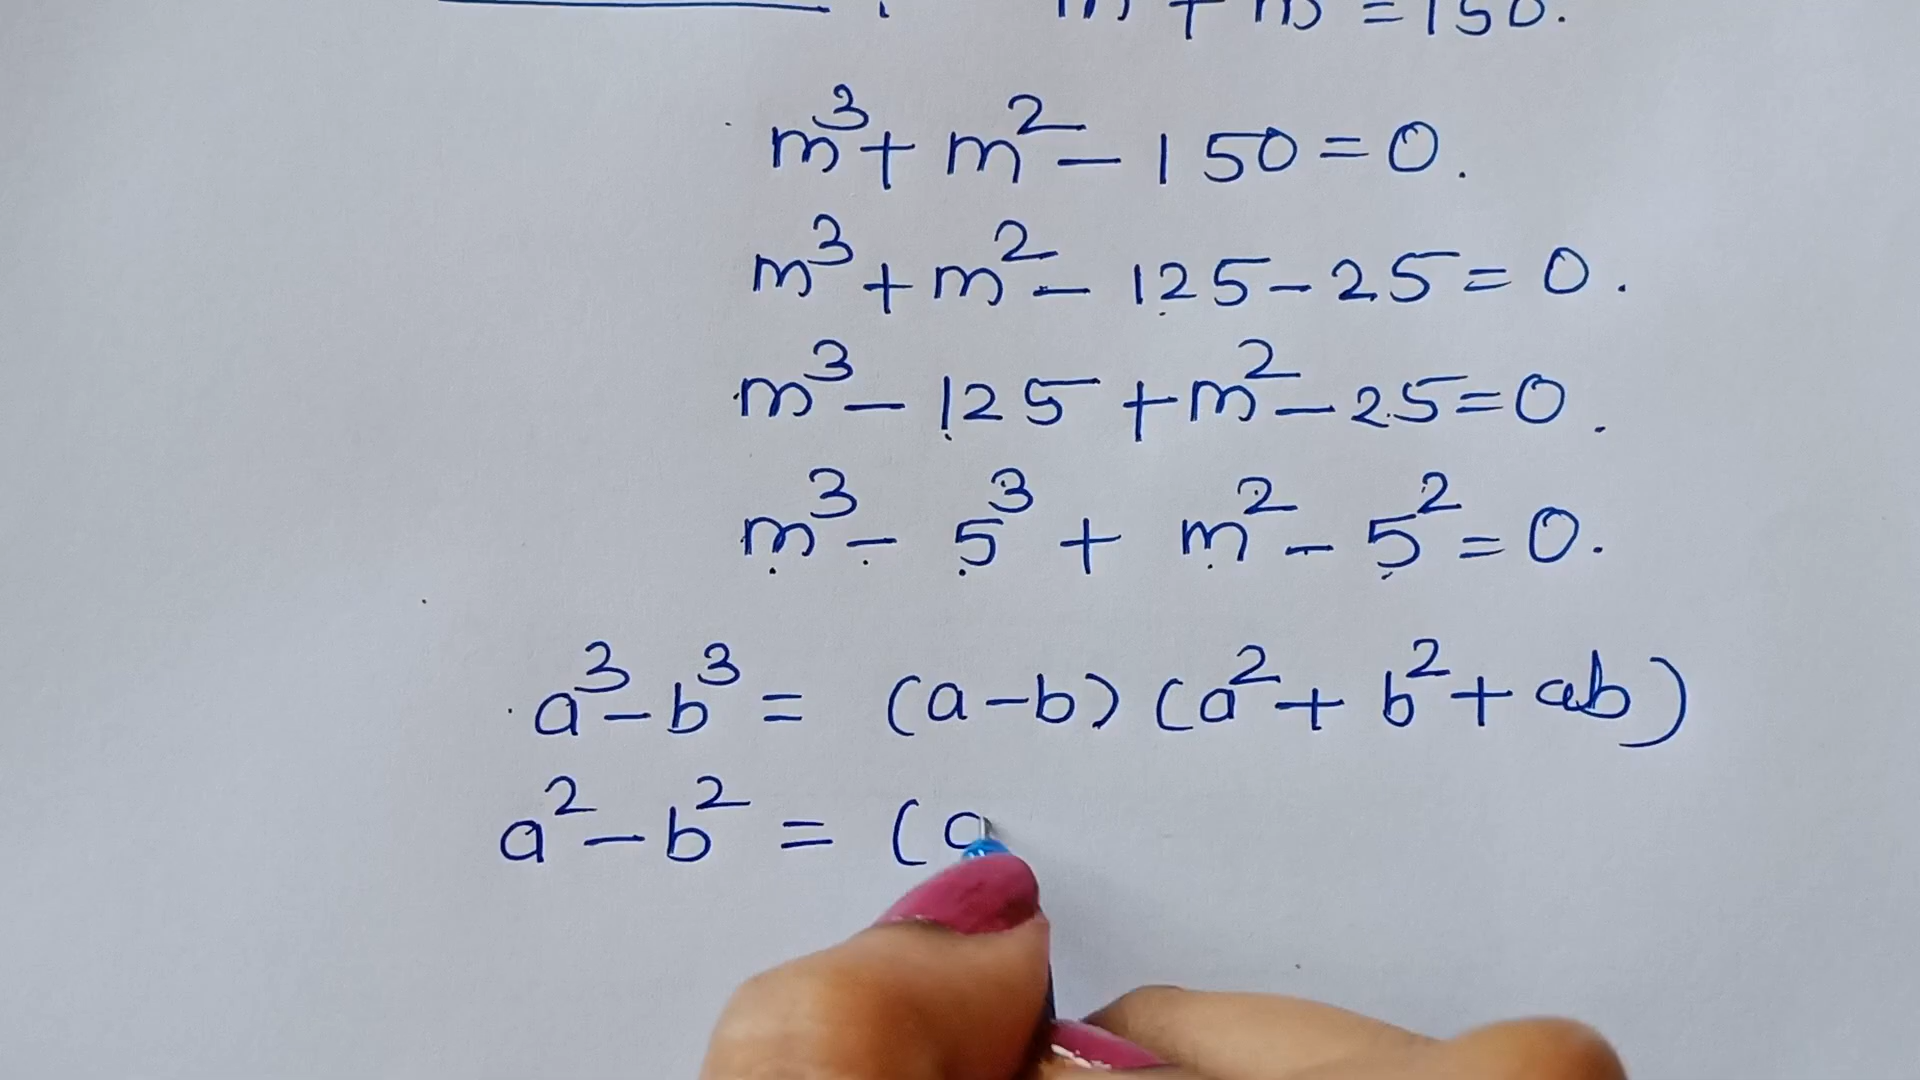 = 150.
m³ + m² - 150 = 0.
m³ + m² - 125 - 25 = 0.
m³ - 125 + m² - 25 = 0.
m³ - 5³ + m² - 5² = 0.
a³ - b³ = (a - b) (a² + b² + ab)
a² - b² = (a